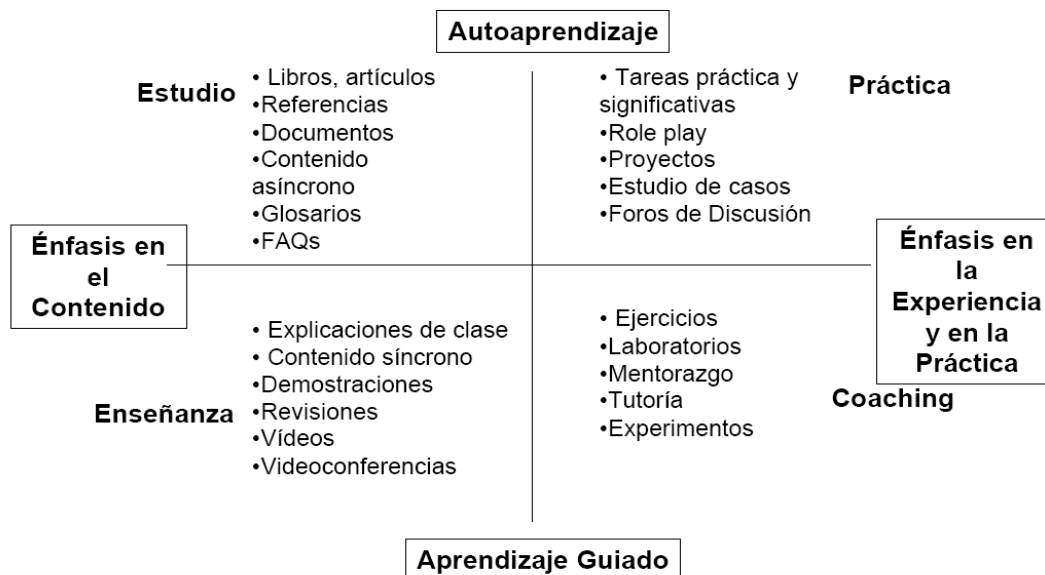 Autoaprendizaje
Estudio
• Libros, artículos
•Referencias
•Documentos
•Contenido
asíncrono
•Glosarios
•FAQs
• Tareas práctica y
significativas
•Role play
•Proyectos
•Estudio de casos
•Foros de Discusión
Práctica
Énfasis en
el
Contenido
Énfasis en
la
Experiencia
y en la
Práctica
Enseñanza
• Explicaciones de clase
• Contenido síncrono
•Demostraciones
•Revisiones
•Vídeos
•Videoconferencias
• Ejercicios
•Laboratorios
•Mentorazgo
•Tutoría
•Experimentos
Coaching
Aprendizaje Guiado